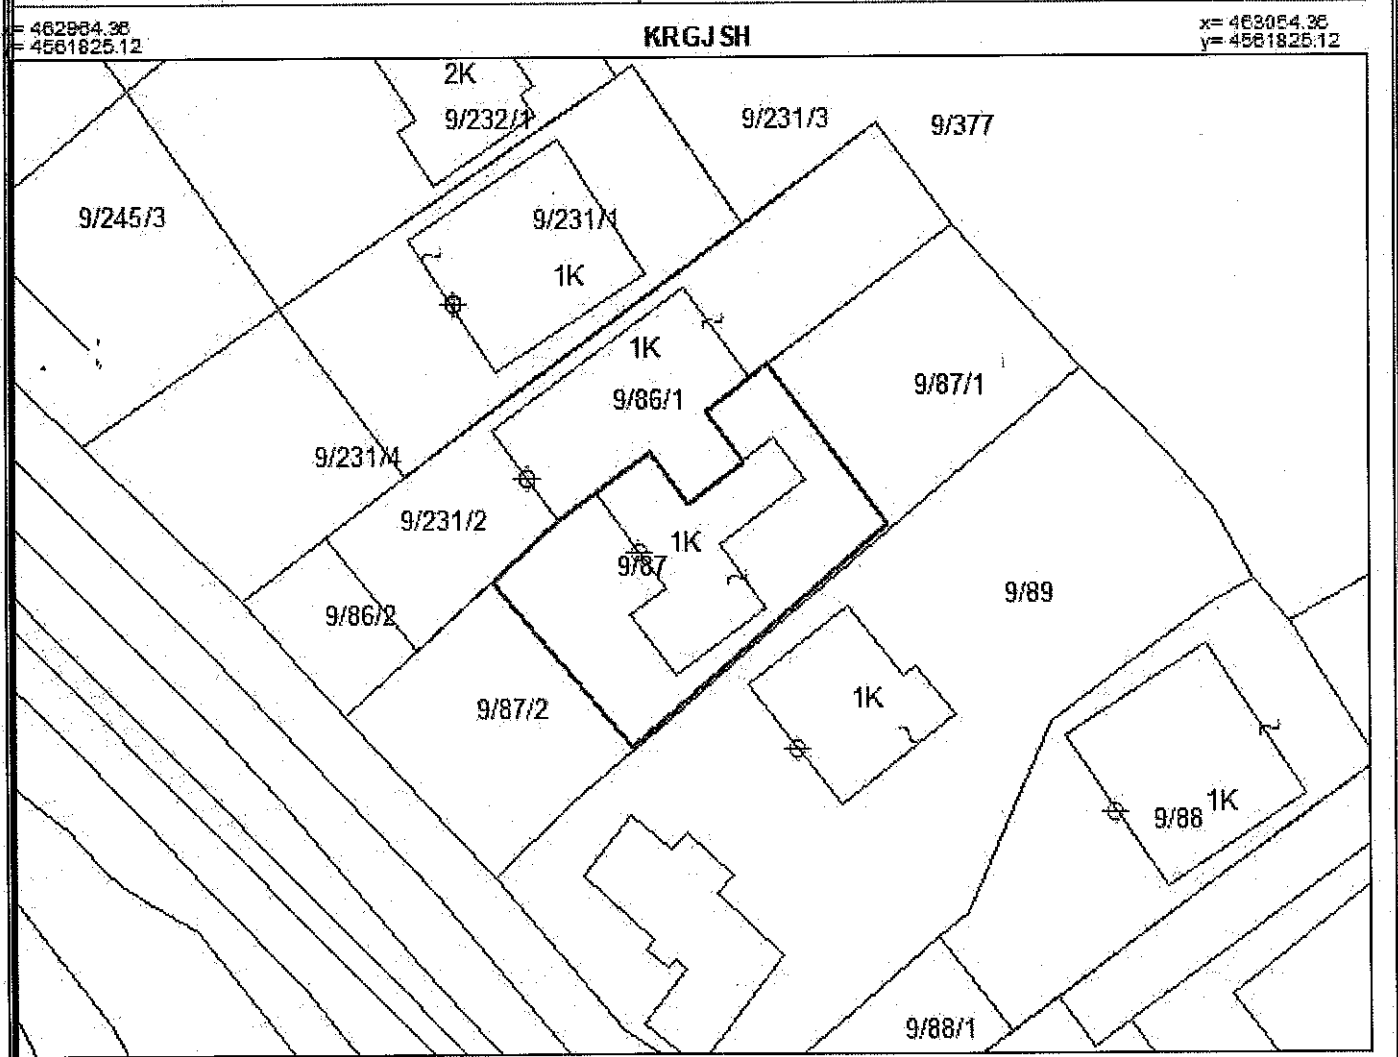 x= 462964.36
y= 4561825.12
KRGJSH
x= 463054.36
y= 4561825.12
2K
9/232/1
9/231/3
9/377
9/245/3
9/231/1
1K
1K
9/86/1
9/87/1
9/231/4
9/231/2
1K
9/87
9/86/2
9/89
9/87/2
1K
1K
9/88
9/88/1